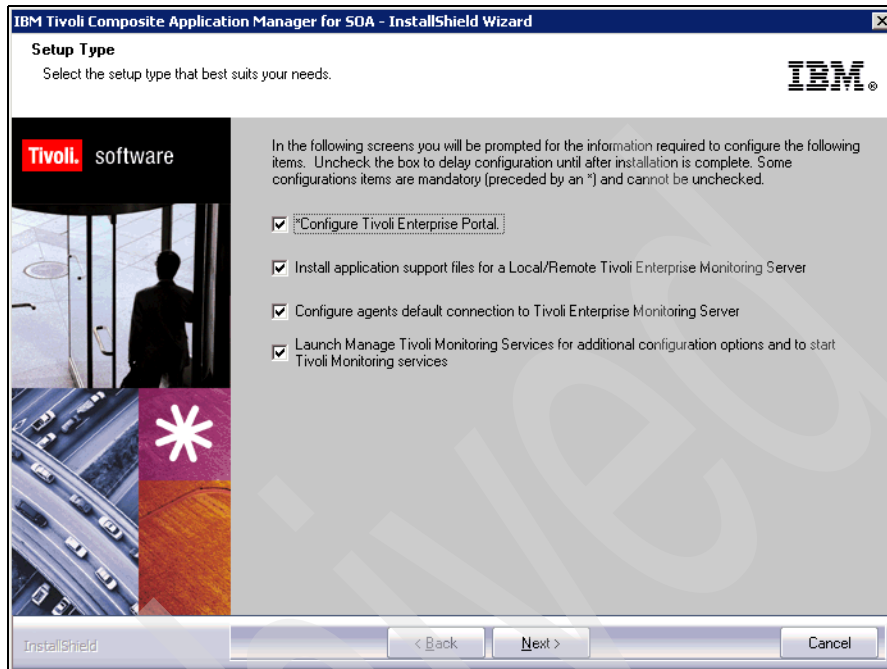 IBM Tivoli Composite Application Manager for SOA - InstallShield Wizard
Setup Type
Select the setup type that best suits your needs.
IBM®
Tivoli. software
In the following screens you will be prompted for the information required to configure the following
items. Uncheck the box to delay configuration until after installation is complete. Some
configurations items are mandatory (preceded by an *) and cannot be unchecked.
*Configure Tivoli Enterprise Portal.
Install application support files for a Local/Remote Tivoli Enterprise Monitoring Server
Configure agents default connection to Tivoli Enterprise Monitoring Server
Launch Manage Tivoli Monitoring Services for additional configuration options and to start
Tivoli Monitoring services
InstallShield
< Back
Next >
Cancel